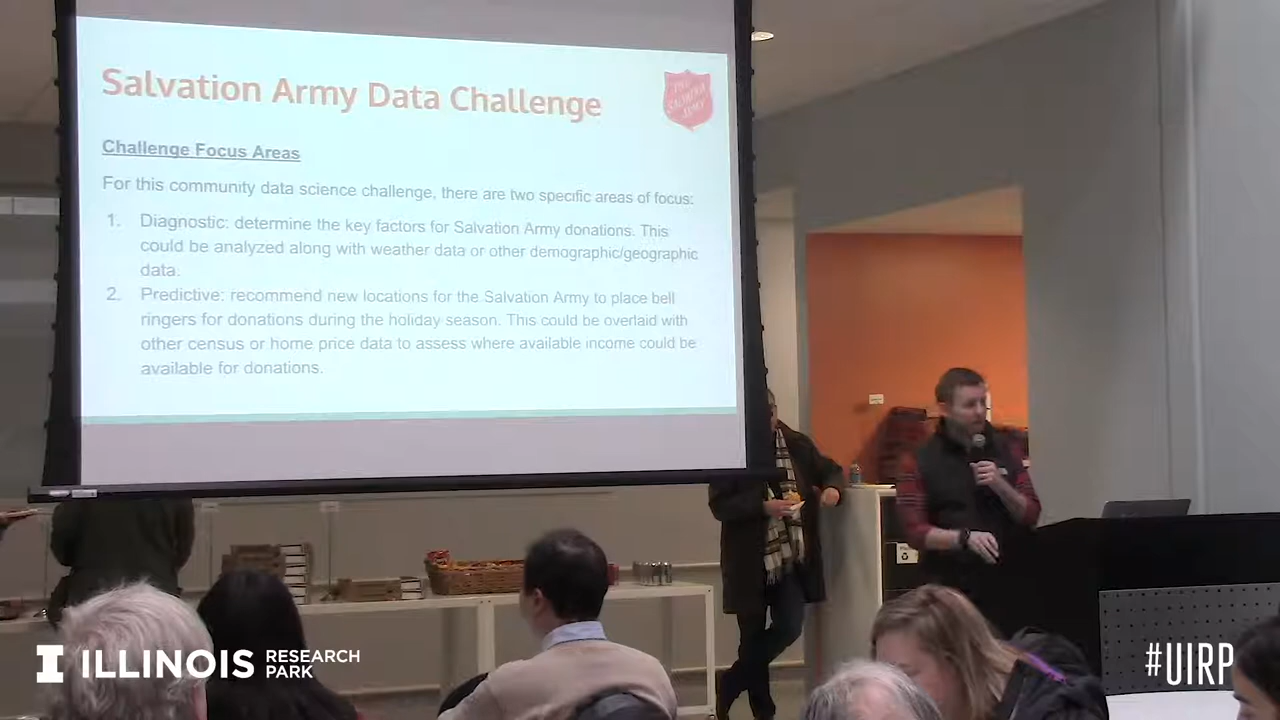 Salvation Army Data Challenge
THE
SALVATION
ARMY
Challenge Focus Areas
For this community data science challenge, there are two specific areas of focus:
1. Diagnostic: determine the key factors for Salvation Army donations. This
could be analyzed along with weather data or other demographic/geographic
data.
2. Predictive: recommend new locations for the Salvation Army to place bell
ringers for donations during the holiday season. This could be overlaid with
other census or home price data to assess where available income could be
available for donations.
I ILLINOIS RESEARCH
PARK
#UIRP